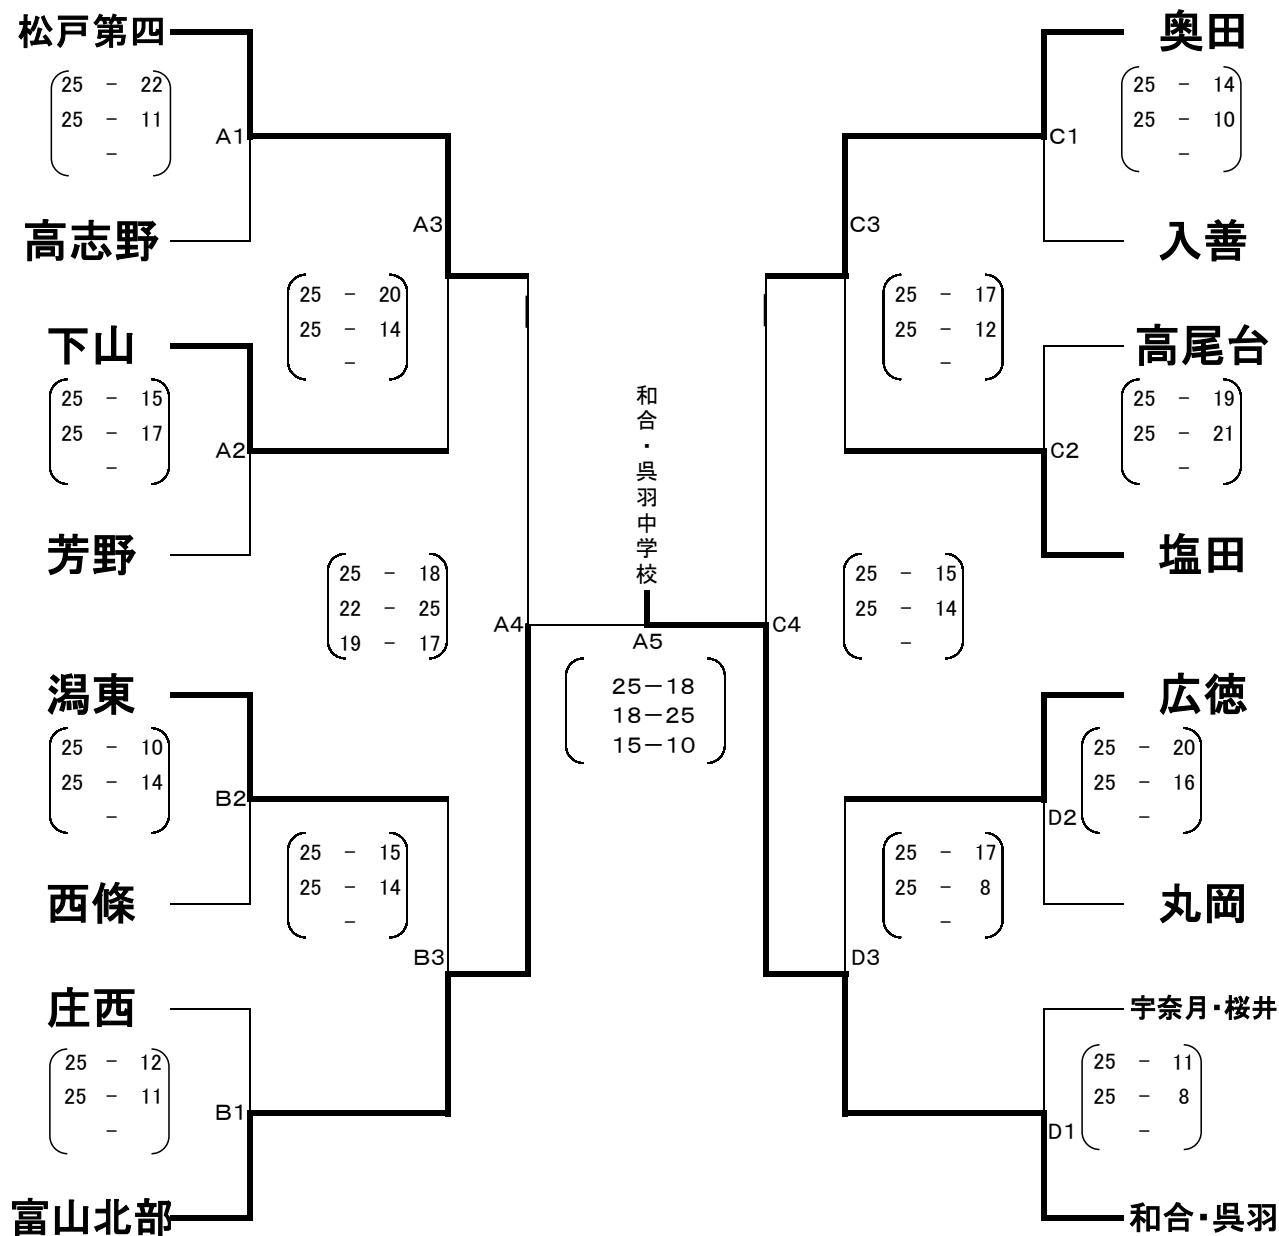 松戸第四
25 - 22
25 - 11
-
A1
高志野
A3
25 - 20
25 - 14
-
下山
25 - 15
25 - 17
-
A2
芳野
25 - 18
22 - 25
19 - 17
A4
潟東
25 - 10
25 - 14
-
B2
西條
25 - 15
25 - 14
-
B3
庄西
25 - 12
25 - 11
-
B1
富山北部
和合・呉羽中学校
A5
25－18
18－25
15－10
奥田
25 - 14
25 - 10
-
C1
入善
C3
25 - 17
25 - 12
-
高尾台
25 - 19
25 - 21
-
C2
塩田
25 - 15
25 - 14
-
C4
広徳
25 - 20
25 - 16
-
D2
丸岡
25 - 17
25 - 8
-
D3
宇奈月・桜井
25 - 11
25 - 8
-
D1
和合・呉羽